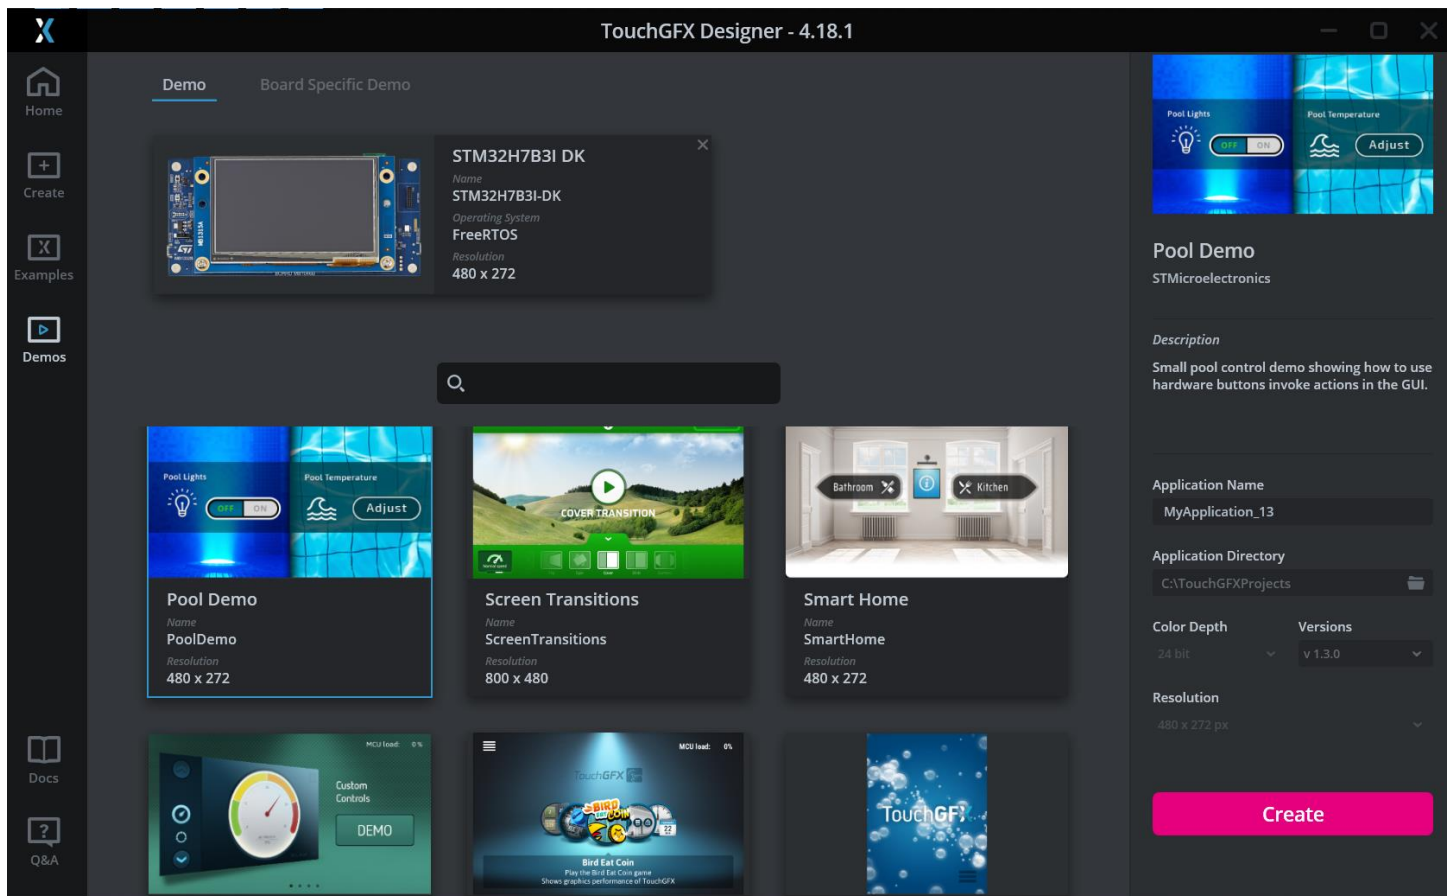 TouchGFX Designer - 4.18.1
Home
Create
Examples
Demos
Docs
Q&A
Demo
Board Specific Demo
STM32H7B3I DK
Name
STM32H7B3I-DK
Operating System
FreeRTOS
Resolution
480 x 272
Pool Lights
OFF ON
Pool Temperature
Adjust
Pool Demo
Name
PoolDemo
Resolution
480 x 272
COVER TRANSITION
Screen Transitions
Name
ScreenTransitions
Resolution
800 x 480
Bathroom
Kitchen
Smart Home
Name
SmartHome
Resolution
480 x 272
MCU load: 0%
Custom
Controls
DEMO
MCU load: 0%
TouchGFX
Bird Eat Coin
Play the Bird Eat Coin game
Shows graphics performance of TouchGFX
TouchGFX
Pool Lights
OFF ON
Pool Temperature
Adjust
Pool Demo
STMicroelectronics
Description
Small pool control demo showing how to use
hardware buttons invoke actions in the GUI.
Application Name
MyApplication_13
Application Directory
C:\TouchGFXProjects
Color Depth
Versions
24 bit
v 1.3.0
Resolution
480 x 272 px
Create